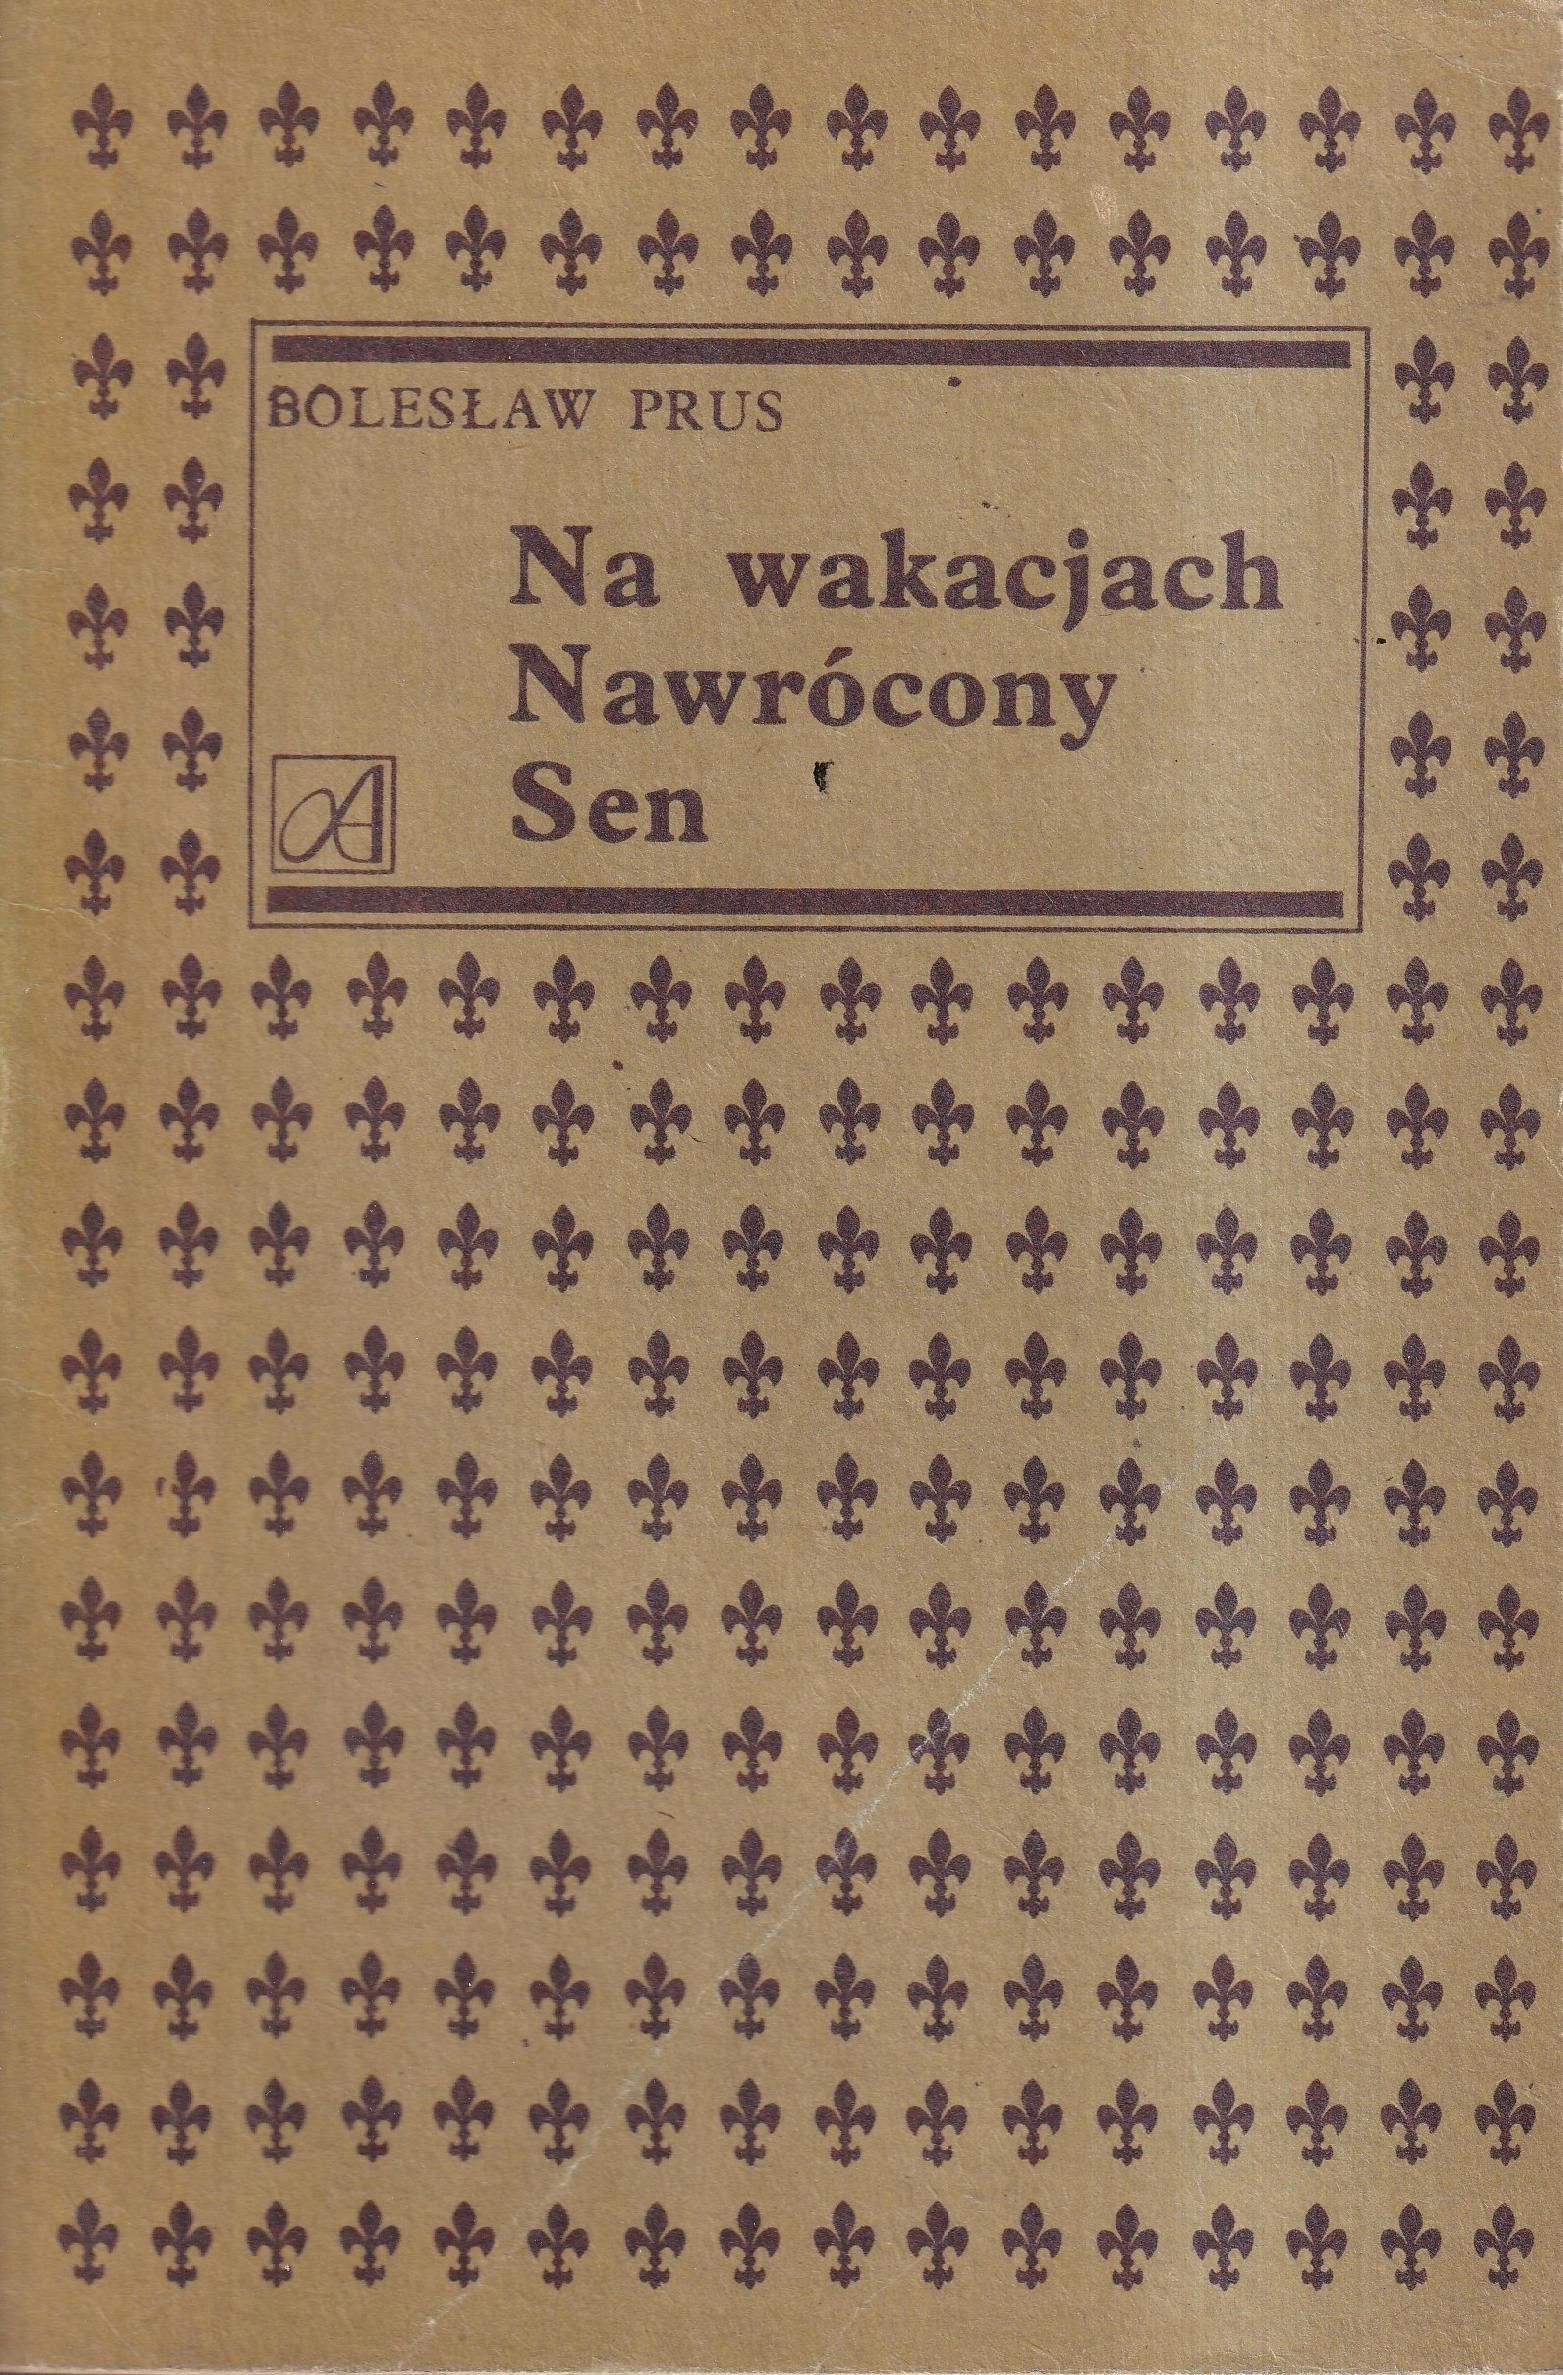 BOLESŁAW PRUS
Na wakacjach
Nawrócony
Sen
A